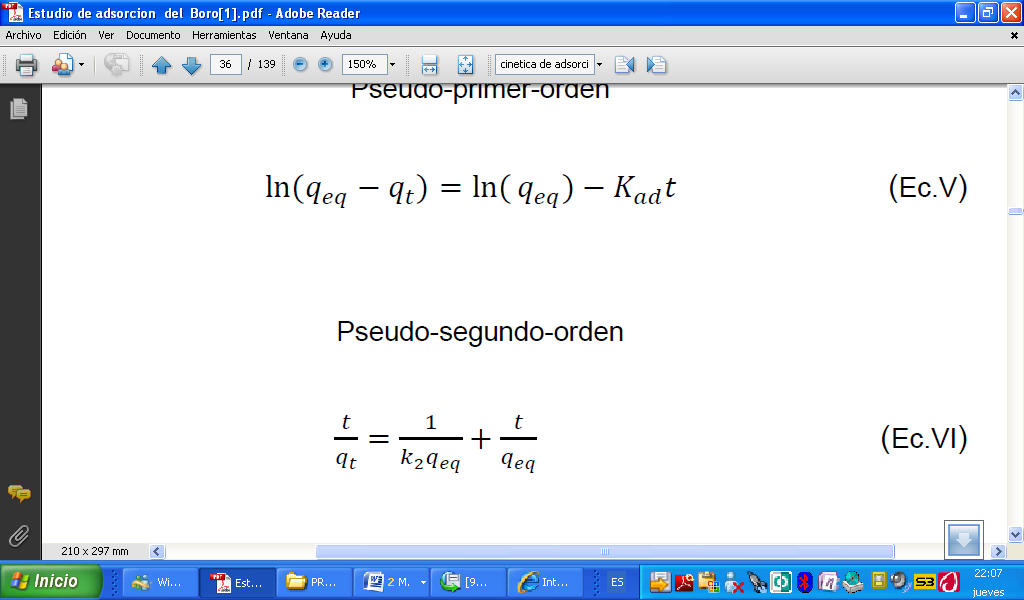 Estudio de adsorcion del Boro[1].pdf - Adobe Reader
Archivo Edición Ver Documento Herramientas Ventana Ayuda
36 / 139 150% cinetica de adsorci
Pseudo-primer-orden
ln(q_eq − q_t) = ln( q_eq) − K_ad t (Ec.V)
Pseudo-segundo-orden
t/q_t = 1/(k_2 q_eq) + t/q_eq (Ec.VI)
210 x 297 mm
Inicio Wi... Est... PR... 2 M. [9... Int... ES S3 22:07
jueves